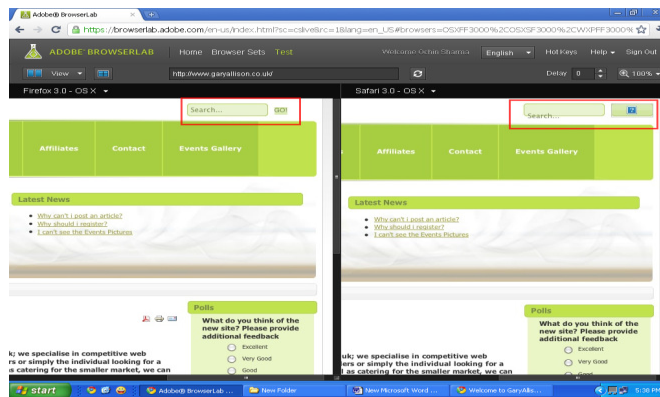 Adobe® BrowserLab
https://browserlab.adobe.com/en-us/index.html?sc=cslive&rc=1&lang=en_US#browsers=OSXFF3000%2COSXSF3000%2CWXPFF3000%
ADOBE® BROWSERLAB Home Browser Sets Test Welcome Ochin Sharma English Hot Keys Help Sign Out
View http://www.garyallison.co.uk/ Delay 0 100%
Firefox 3.0 - OS X
Search... GO!
Affiliates Contact Events Gallery
Latest News
Why can't i post an article?
Why should i register?
I can't see the Events Pictures
Polls
What do you think of the
new site? Please provide
additional feedback
Excellent
Very Good
Good
k; we specialise in competitive web
rs or simply the individual looking for a
as catering for the smaller market, we can
Safari 3.0 - OS X
Search... ?
Affiliates Contact Events Gallery
Latest News
Why can't i post an article?
Why should i register?
I can't see the Events Pictures
Polls
What do you think of the
new site? Please provide
additional feedback
Excellent
Very Good
Good
uk; we specialise in competitive web
ers or simply the individual looking for a
l as catering for the smaller market, we can
start Adobe® BrowserLab ... New Folder New Microsoft Word ... Welcome to GaryAllis... 5:38 PM